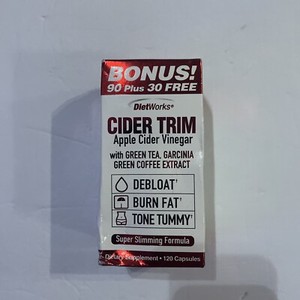 BONUS!
90 Plus 30 FREE
DietWorks®
CIDER TRIM
Apple Cider Vinegar
with GREEN TEA, GARCINIA
GREEN COFFEE EXTRACT
DEBLOAT†
BURN FAT†
TONE TUMMY†
Super Slimming Formula
Dietary Supplement • 120 Capsules